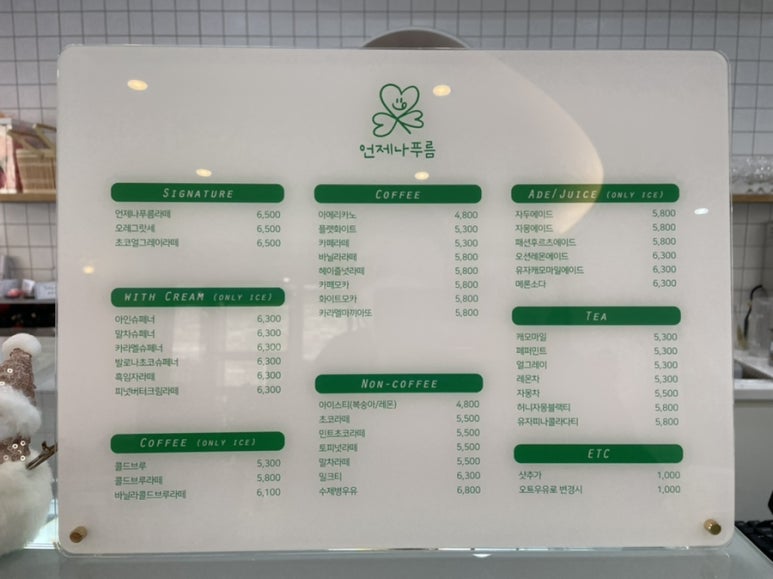 언제나푸름
SIGNATURE
언제나푸름라떼 6,500
오레그랏세 6,500
초코얼그레이라떼 6,500
WITH CREAM (ONLY ICE)
아인슈페너 6,300
말차슈페너 6,300
카라멜슈페너 6,300
발로나초코슈페너 6,300
흑임자라떼 6,300
피넛버터크림라떼 6,300
COFFEE (ONLY ICE)
콜드브루 5,300
콜드브루라떼 5,800
바닐라콜드브루라떼 6,100
COFFEE
아메리카노 4,800
플랫화이트 5,300
카페라떼 5,300
바닐라라떼 5,800
헤이즐넛라떼 5,800
카페모카 5,800
화이트모카 5,800
카라멜마끼아또 5,800
NON-COFFEE
아이스티(복숭아/레몬) 4,800
초코라떼 5,500
민트초코라떼 5,500
토피넛라떼 5,500
말차라떼 5,500
밀크티 6,300
수제병우유 6,800
ADE/JUICE (ONLY ICE)
자두에이드 5,800
자몽에이드 5,800
패션후르츠에이드 5,800
오션레몬에이드 6,300
유자캐모마일에이드 6,300
메론소다 6,300
TEA
캐모마일 5,300
페퍼민트 5,300
얼그레이 5,300
레몬차 5,300
자몽차 5,500
허니자몽블랙티 5,800
유자피나콜라다티 5,800
ETC
샷추가 1,000
오트우유로 변경시 1,000